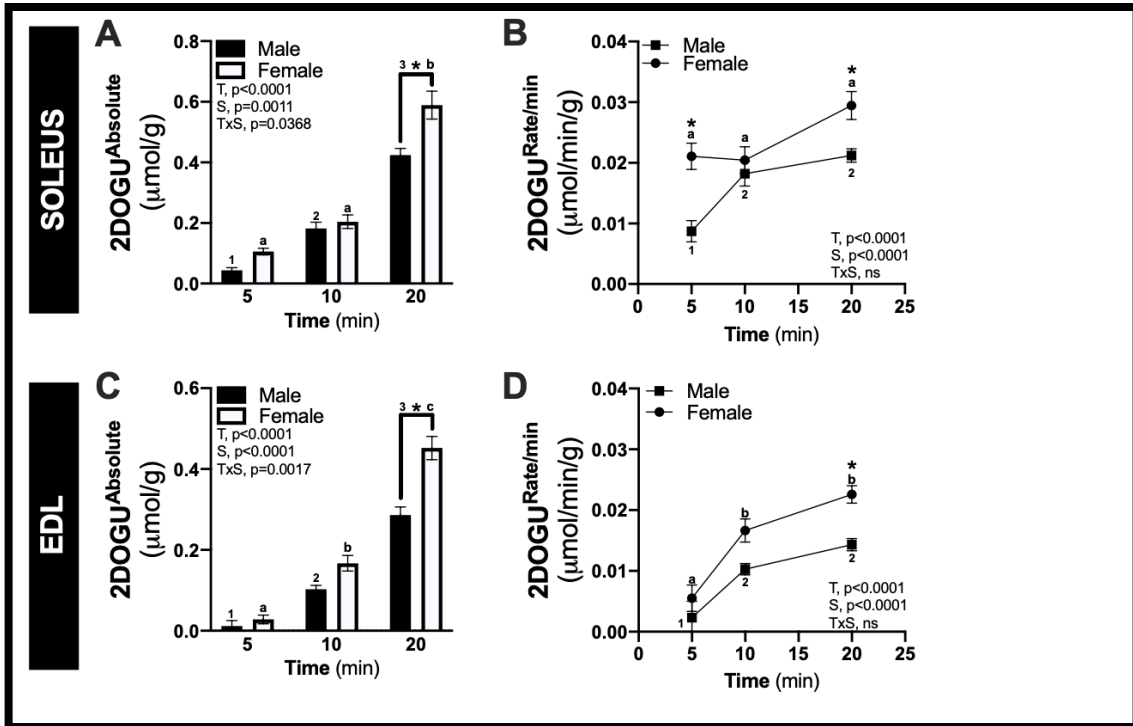 SOLEUS
A
2DOGU^Absolute
(μmol/g)
0.8
0.6
0.4
0.2
0.0
Male
Female
T, p<0.0001
S, p=0.0011
TxS, p=0.0368
3 * b
1
a
2
a
5
10
20
Time (min)
B
2DOGU^Rate/min
(μmol/min/g)
0.04
0.03
0.02
0.01
0.00
Male
Female
*
a
a
*
a
1
2
2
T, p<0.0001
S, p<0.0001
TxS, ns
0
5
10
15
20
25
Time (min)
EDL
C
2DOGU^Absolute
(μmol/g)
0.6
0.4
0.2
0.0
Male
Female
T, p<0.0001
S, p<0.0001
TxS, p=0.0017
3 * c
1
a
2
b
5
10
20
Time (min)
D
2DOGU^Rate/min
(μmol/min/g)
0.04
0.03
0.02
0.01
0.00
Male
Female
a
b
*
b
1
2
2
T, p<0.0001
S, p<0.0001
TxS, ns
0
5
10
15
20
25
Time (min)